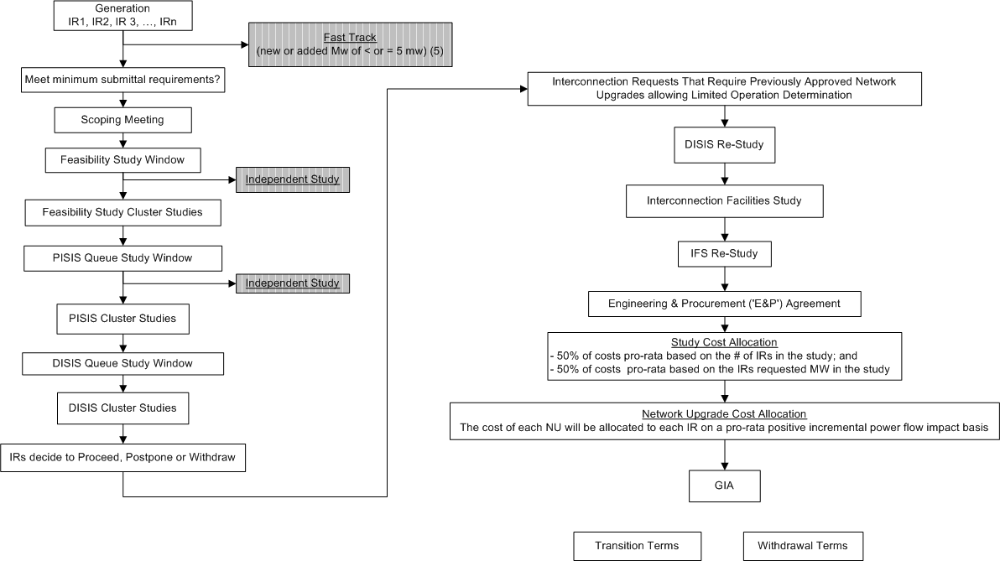 Generation
IR1, IR2, IR 3, …, IRn
Fast Track
(new or added Mw of < or = 5 mw) (5)
Meet minimum submittal requirements?
Scoping Meeting
Feasibility Study Window
Independent Study
Feasibility Study Cluster Studies
PISIS Queue Study Window
Independent Study
PISIS Cluster Studies
DISIS Queue Study Window
DISIS Cluster Studies
IRs decide to Proceed, Postpone or Withdraw
Interconnection Requests That Require Previously Approved Network
Upgrades allowing Limited Operation Determination
DISIS Re-Study
Interconnection Facilities Study
IFS Re-Study
Engineering & Procurement ('E&P') Agreement
Study Cost Allocation
- 50% of costs pro-rata based on the # of IRs in the study; and
- 50% of costs  pro-rata based on the IRs requested MW in the study
Network Upgrade Cost Allocation
The cost of each NU will be allocated to each IR on a pro-rata positive incremental power flow impact basis
GIA
Transition Terms
Withdrawal Terms